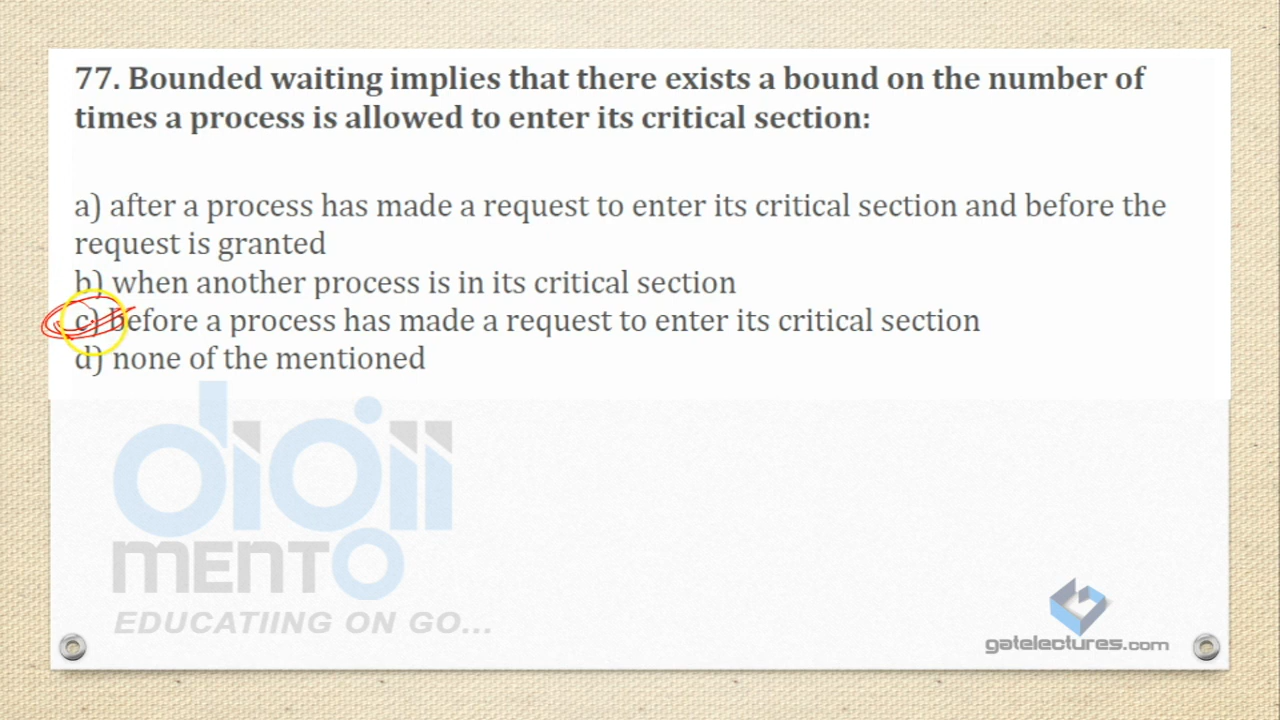 77. Bounded waiting implies that there exists a bound on the number of
times a process is allowed to enter its critical section:
a) after a process has made a request to enter its critical section and before the
request is granted
b) when another process is in its critical section
c) before a process has made a request to enter its critical section
d) none of the mentioned
digii
MENTO
EDUCATIING ON GO...
gatelectures.com